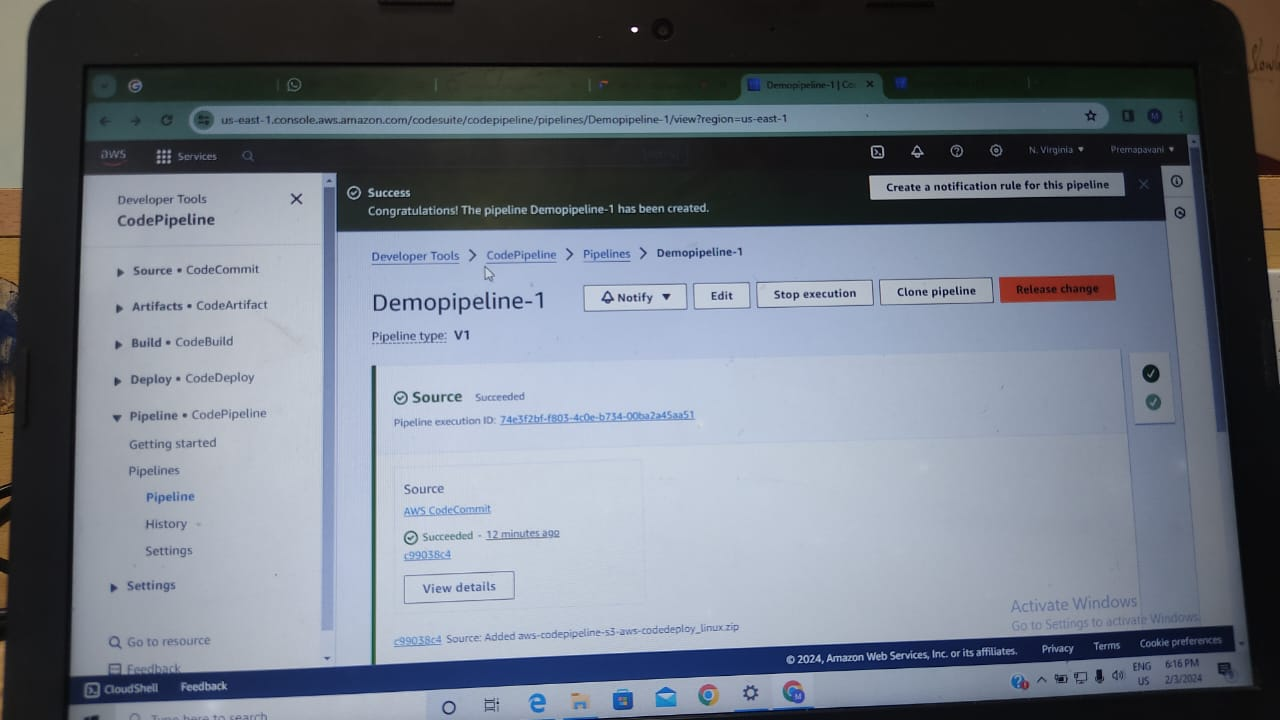 Demopipeline-1 | Co
us-east-1.console.aws.amazon.com/codesuite/codepipeline/pipelines/Demopipeline-1/view?region=us-east-1
aws
Services
N. Virginia
Premapavani
Developer Tools
CodePipeline
Source • CodeCommit
Artifacts • CodeArtifact
Build • CodeBuild
Deploy • CodeDeploy
Pipeline • CodePipeline
Getting started
Pipelines
Pipeline
History
Settings
Settings
Go to resource
Feedback
Success
Congratulations! The pipeline Demopipeline-1 has been created.
Create a notification rule for this pipeline
Developer Tools > CodePipeline > Pipelines > Demopipeline-1
Demopipeline-1
Notify
Edit
Stop execution
Clone pipeline
Release change
Pipeline type: V1
Source Succeeded
Pipeline execution ID: 74e3f2bf-f803-4c0e-b734-00ba2a45aa51
Source
AWS CodeCommit
Succeeded - 12 minutes ago
c99038c4
View details
c99038c4 Source: Added aws-codepipeline-s3-aws-codedeploy_linux.zip
Activate Windows
Go to Settings to activate Windows.
CloudShell
Feedback
© 2024, Amazon Web Services, Inc. or its affiliates.
Privacy
Terms
Cookie preferences
Type here to search
ENG
US
6:16 PM
2/3/2024